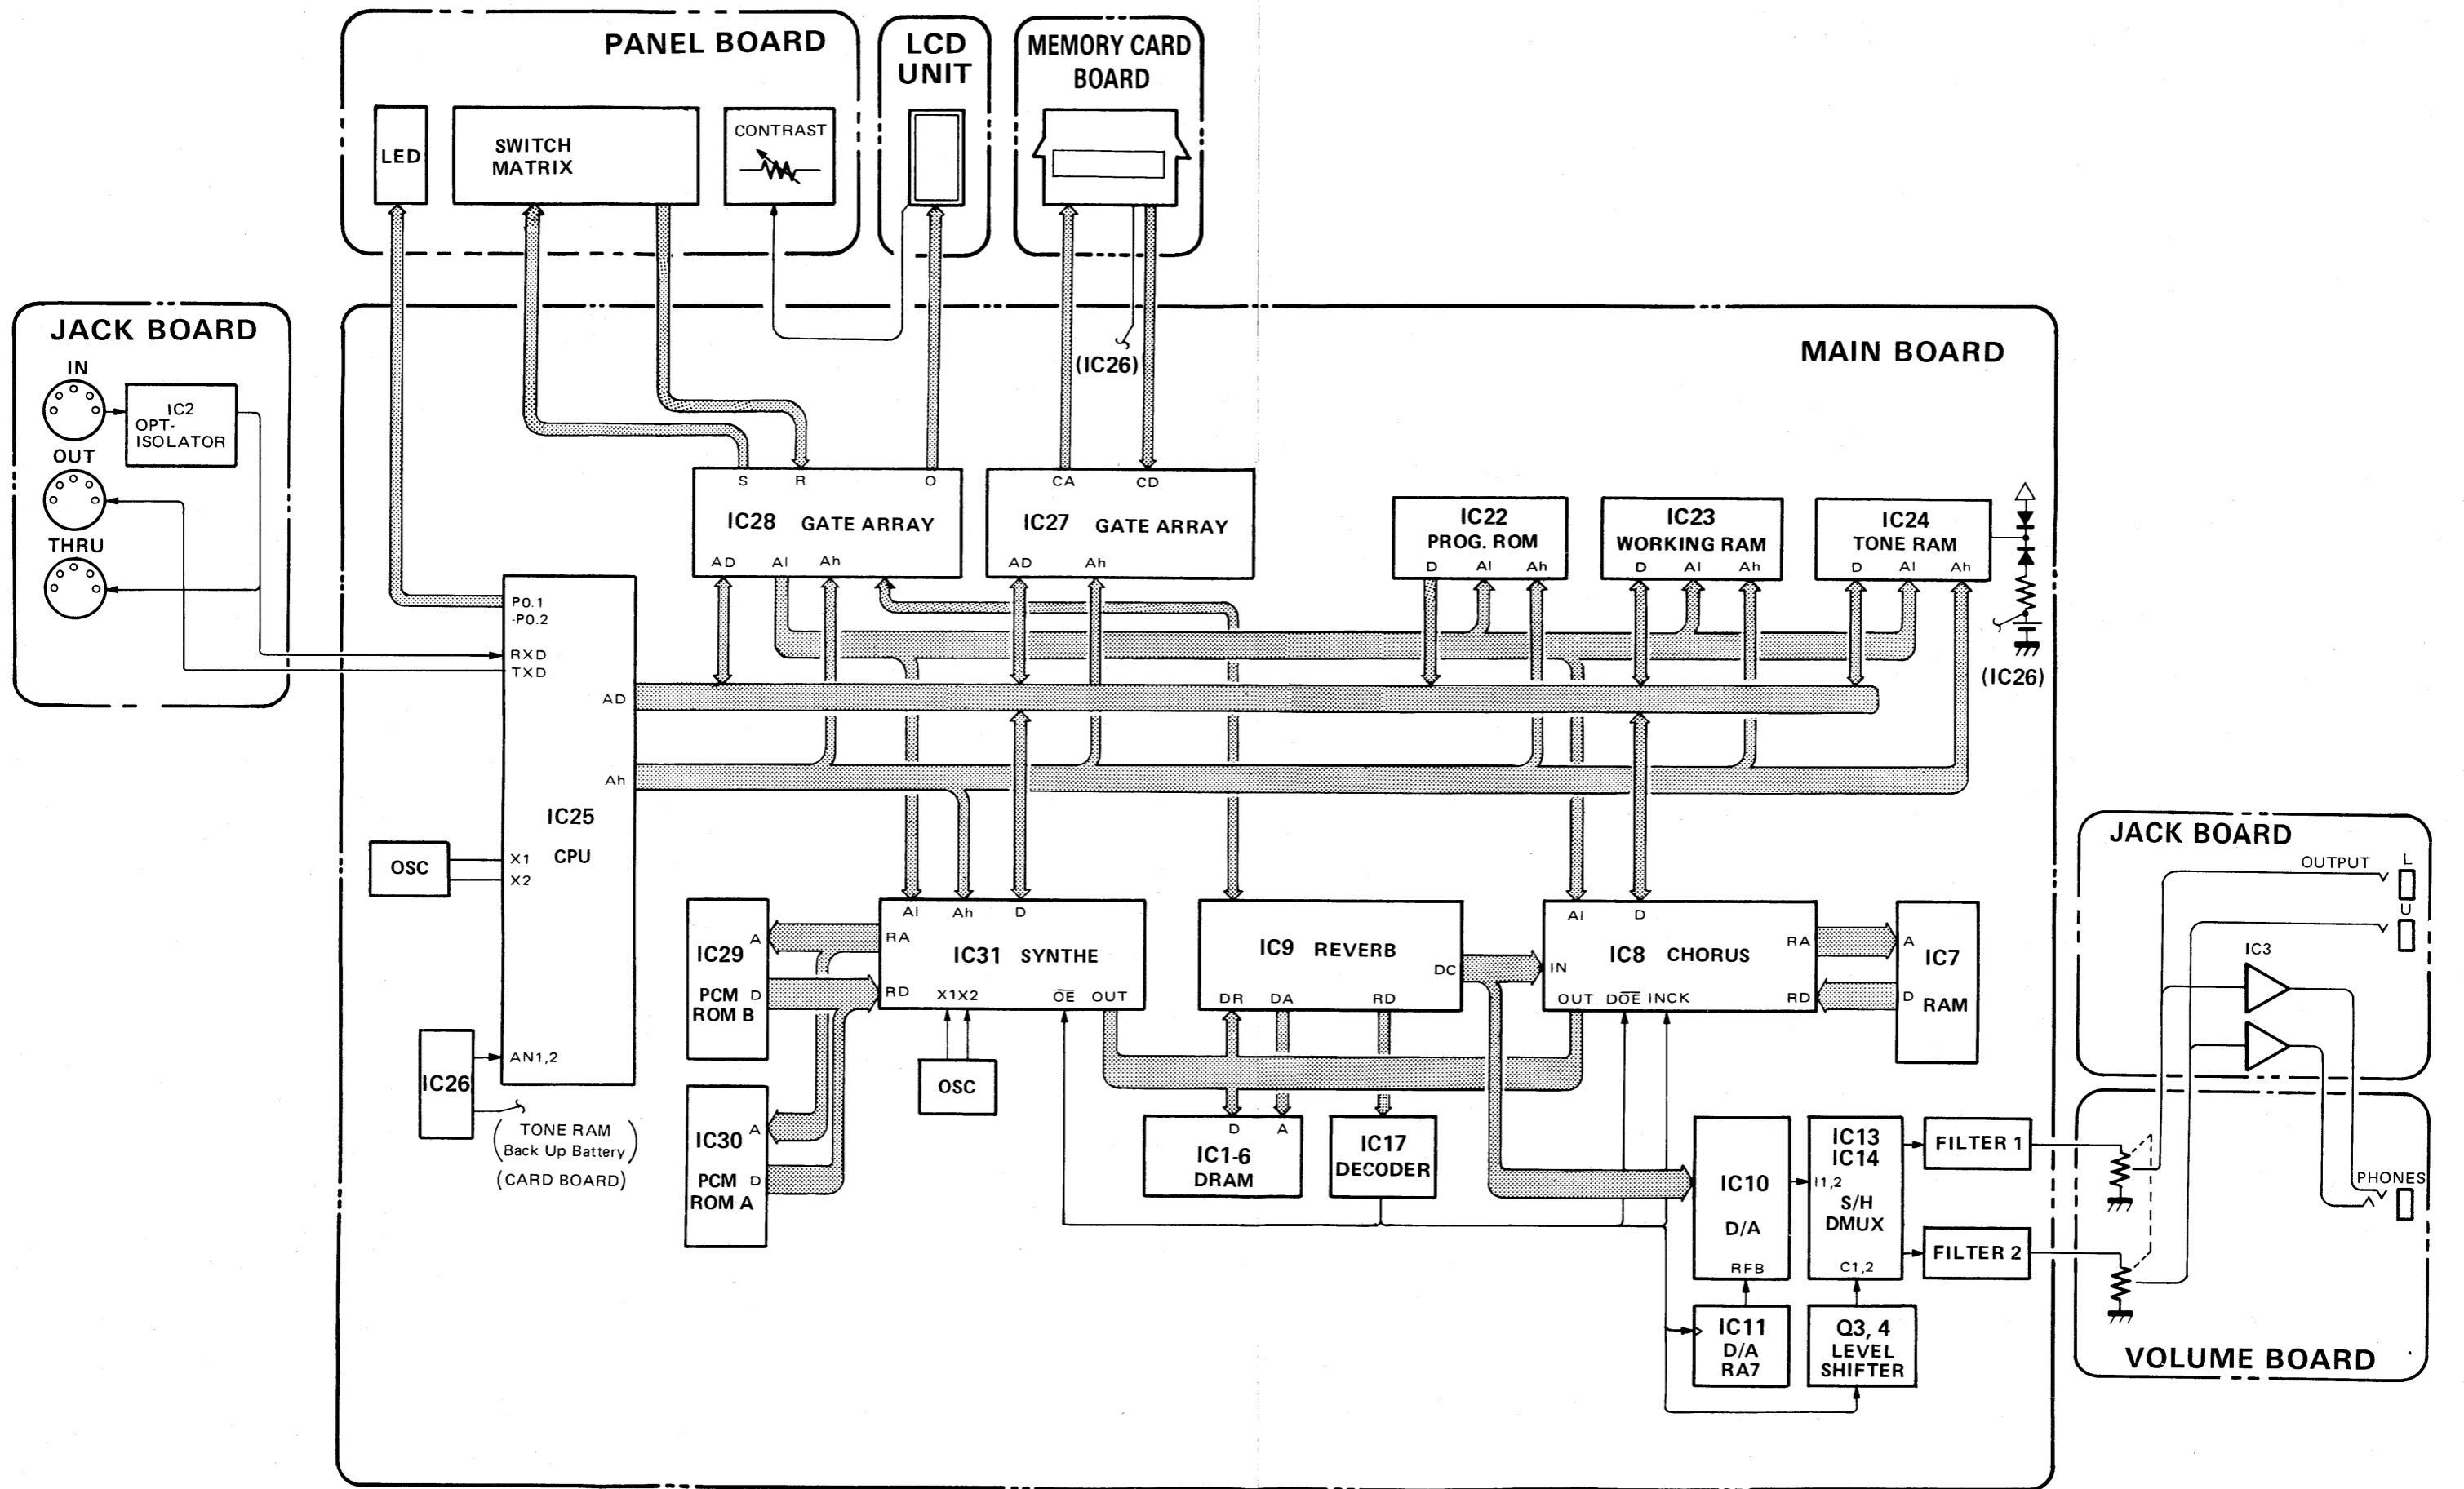 PANEL BOARD
LED
SWITCH
MATRIX
CONTRAST
LCD
UNIT
MEMORY CARD
BOARD
JACK BOARD
IN
IC2
OPT-
ISOLATOR
OUT
THRU
MAIN BOARD
(IC26)
S R O
IC28 GATE ARRAY
AD Al Ah
CA CD
IC27 GATE ARRAY
AD Ah
IC22
PROG. ROM
D Al Ah
IC23
WORKING RAM
D Al Ah
IC24
TONE RAM
D Al Ah
(IC26)
P0.1
-P0.2
RXD
TXD
AD
Ah
IC25
CPU
X1
X2
AN1,2
OSC
IC26
(TONE RAM
Back Up Battery)
(CARD BOARD)
IC29
A
PCM D
ROM B
IC30 A
PCM D
ROM A
Al Ah D
RA
IC31 SYNTHE
RD X1X2 OE OUT
OSC
IC9 REVERB
DC
DR DA RD
D A
IC1-6
DRAM
IC17
DECODER
Al D
RA
IC8 CHORUS
IN
OUT DOE INCK RD
A
IC7
D
RAM
IC10
D/A
RFB
IC11
D/A
RA7
IC13
IC14
I1,2
S/H
DMUX
C1,2
Q3, 4
LEVEL
SHIFTER
FILTER 1
FILTER 2
JACK BOARD
OUTPUT L
U
IC3
PHONES
VOLUME BOARD